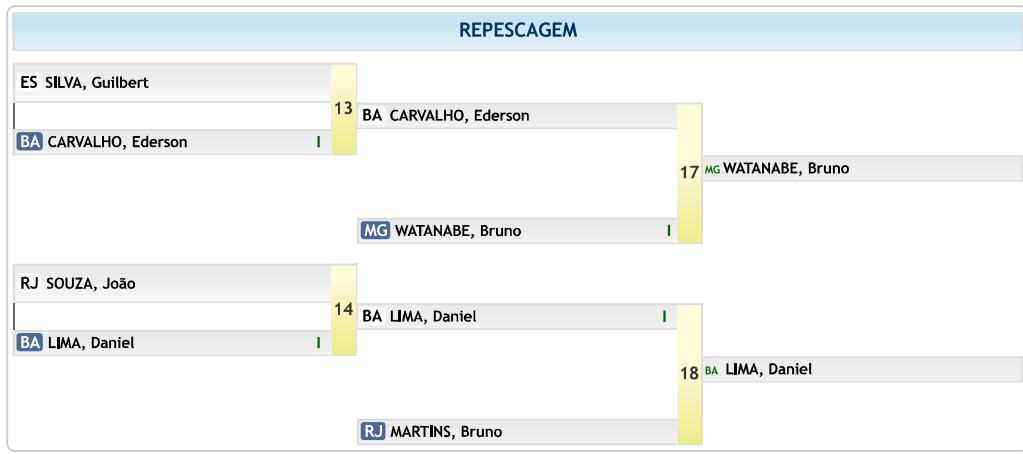 REPESCAGEM
ES SILVA, Guilbert
13
BA CARVALHO, Ederson I
BA CARVALHO, Ederson
17
MG WATANABE, Bruno
MG WATANABE, Bruno I
RJ SOUZA, João
14
BA LIMA, Daniel I
BA LIMA, Daniel I
18
BA LIMA, Daniel
RJ MARTINS, Bruno